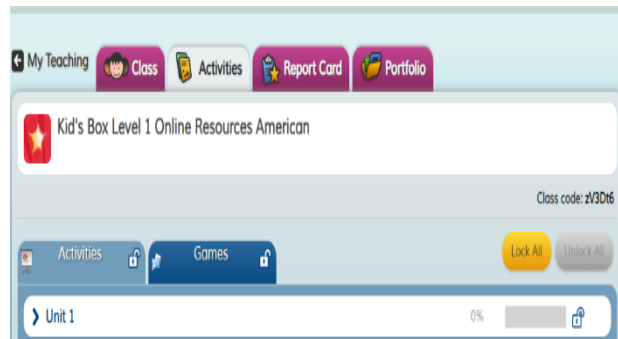 My Teaching Class Activities Report Card Portfolio
Kid's Box Level 1 Online Resources American
Class code: zV3Dt6
Activities Games Lock All Unlock All
Unit 1 0%